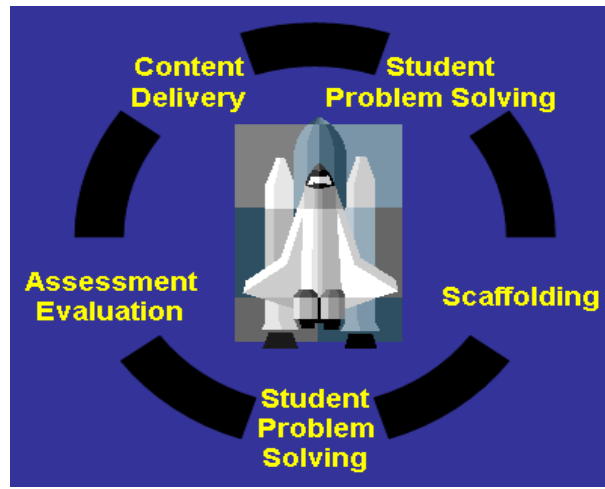 Content
Delivery
Student
Problem Solving
Scaffolding
Student
Problem
Solving
Assessment
Evaluation